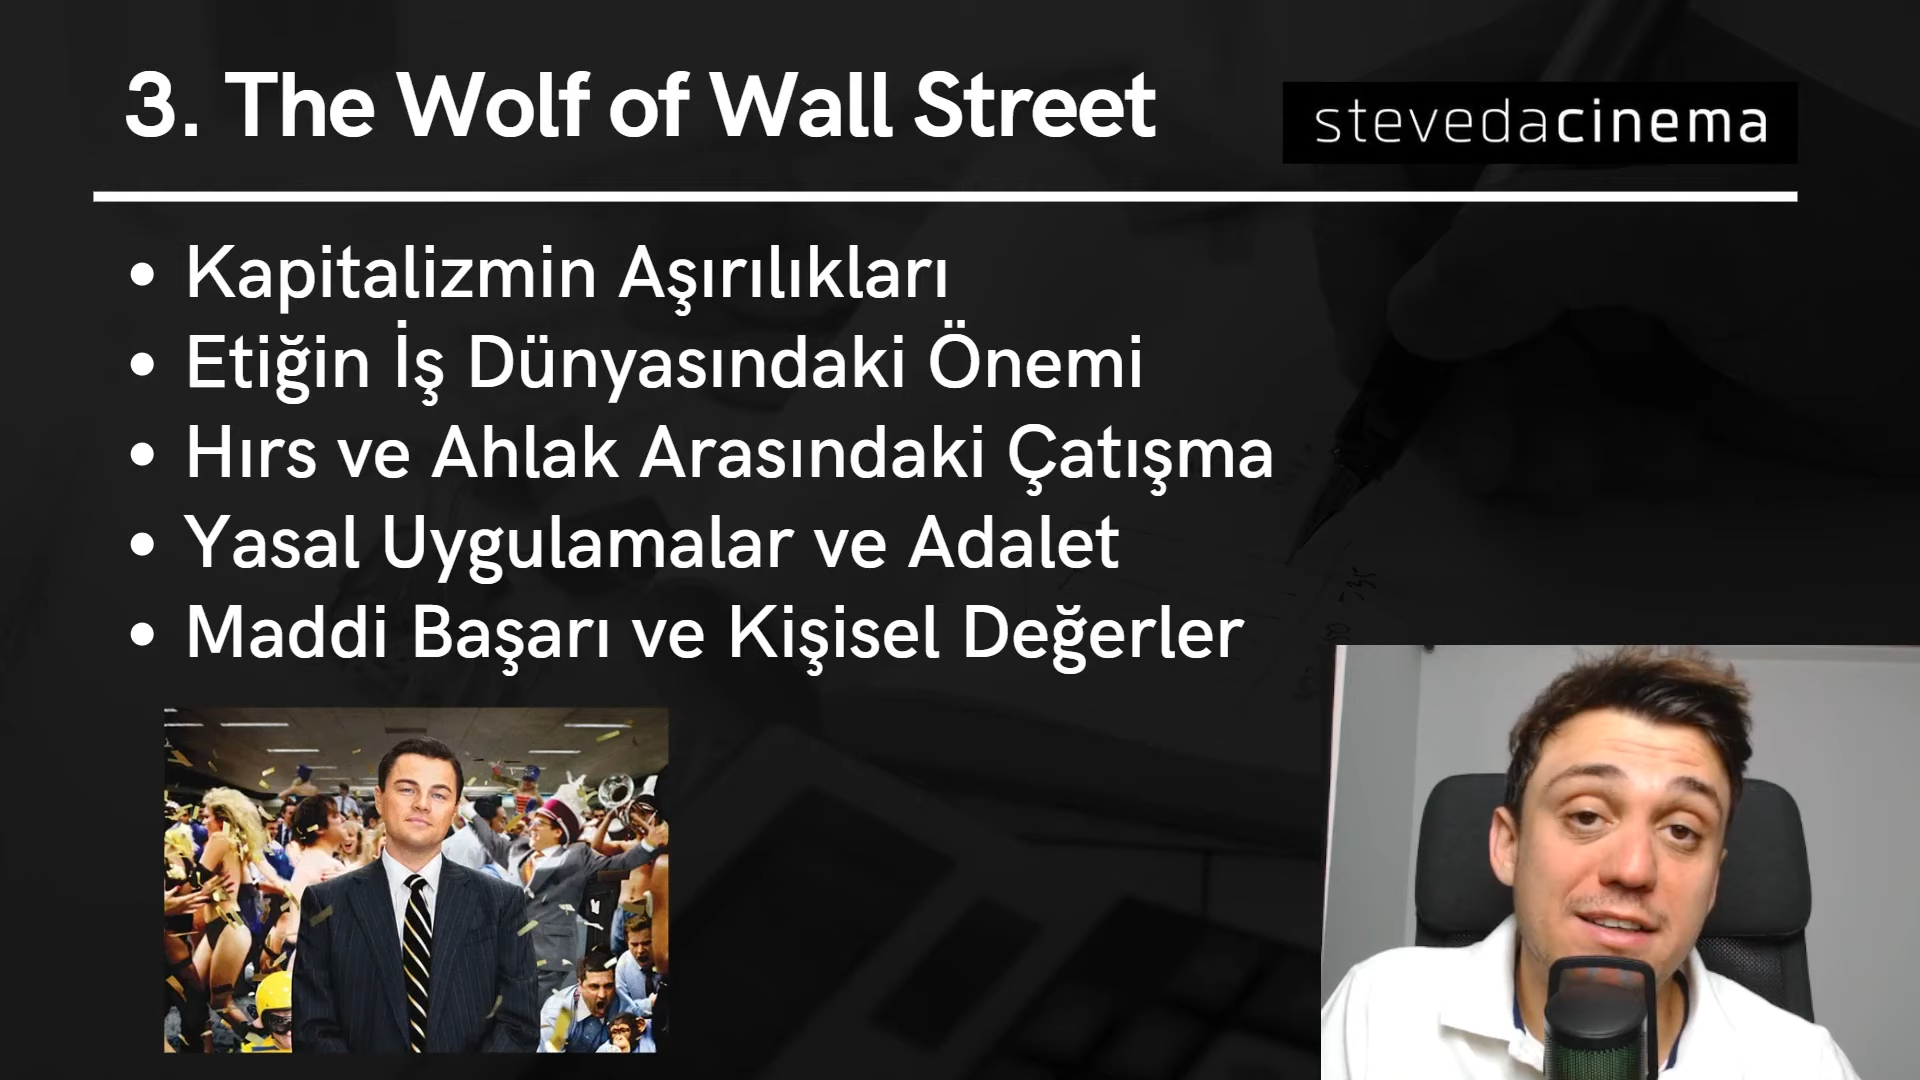 3. The Wolf of Wall Street
stevedacinema
• Kapitalizmin Aşırılıkları
• Etiğin İş Dünyasındaki Önemi
• Hırs ve Ahlak Arasındaki Çatışma
• Yasal Uygulamalar ve Adalet
• Maddi Başarı ve Kişisel Değerler